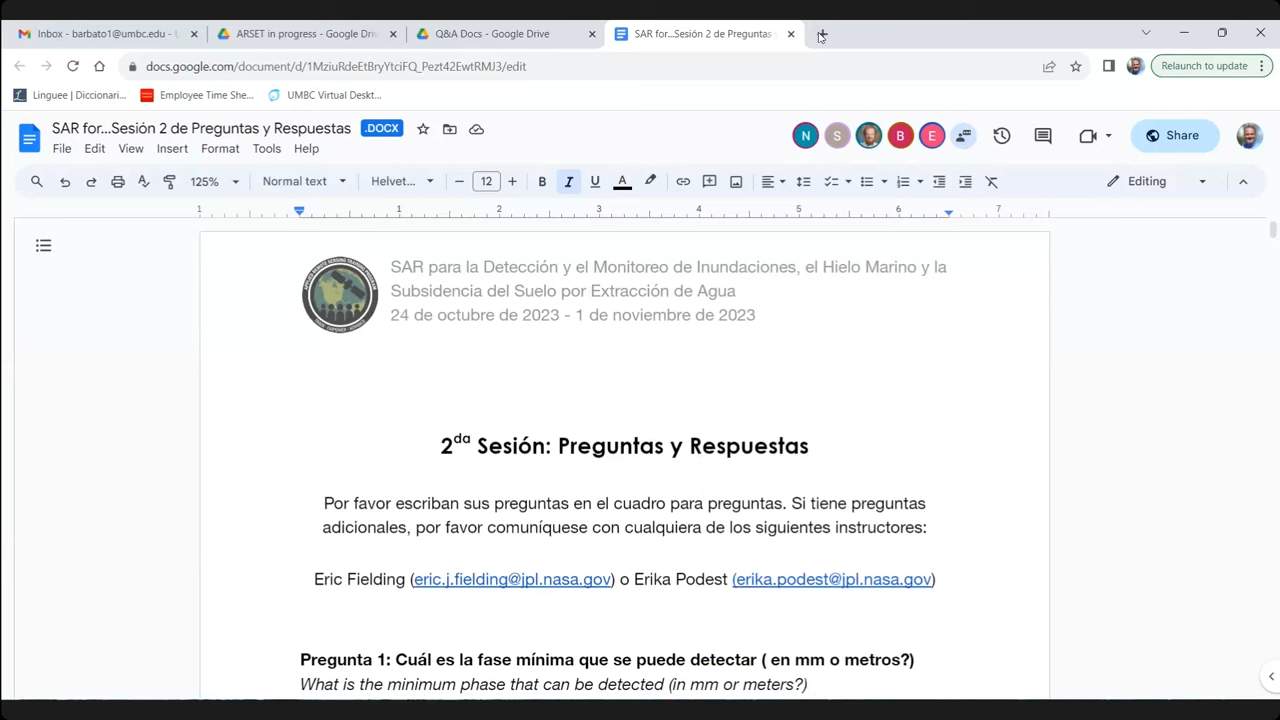 Inbox - barbato1@umbc.edu -
ARSET in progress - Google Driv
Q&A Docs - Google Drive
SAR for...Sesión 2 de Preguntas y
docs.google.com/document/d/1MziuRdeEtBryYtciFQ_Pezt42EwtRMJ3/edit
Relaunch to update
Linguee | Diccionari...
Employee Time She...
UMBC Virtual Deskt...
SAR for...Sesión 2 de Preguntas y Respuestas
.DOCX
File Edit View Insert Format Tools Help
N S B E
Share
125%
Normal text
Helvet...
12
B I U A
Editing
1 1 2 3 4 5 6 7
SAR para la Detección y el Monitoreo de Inundaciones, el Hielo Marino y la
Subsidencia del Suelo por Extracción de Agua
24 de octubre de 2023 - 1 de noviembre de 2023
2da Sesión: Preguntas y Respuestas
Por favor escriban sus preguntas en el cuadro para preguntas. Si tiene preguntas
adicionales, por favor comuníquese con cualquiera de los siguientes instructores:
Eric Fielding (eric.j.fielding@jpl.nasa.gov) o Erika Podest (erika.podest@jpl.nasa.gov)
Pregunta 1: Cuál es la fase mínima que se puede detectar ( en mm o metros?)
What is the minimum phase that can be detected (in mm or meters?)